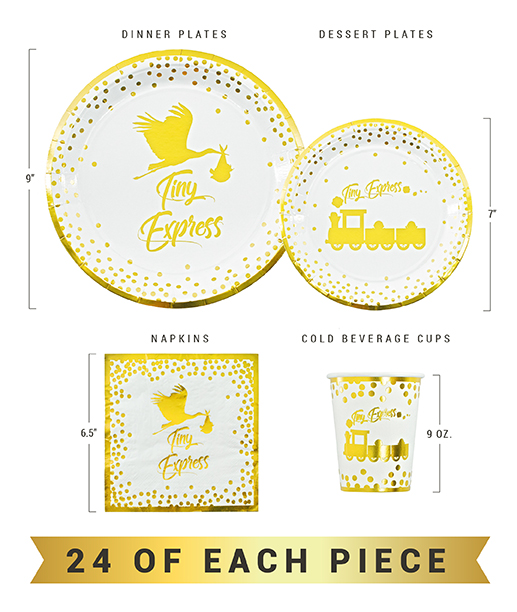 DINNER PLATES
DESSERT PLATES
9"
Tiny
Express
Tiny Express
7"
NAPKINS
COLD BEVERAGE CUPS
6.5"
Tiny
Express
Tiny Express
9 OZ.
24 OF EACH PIECE